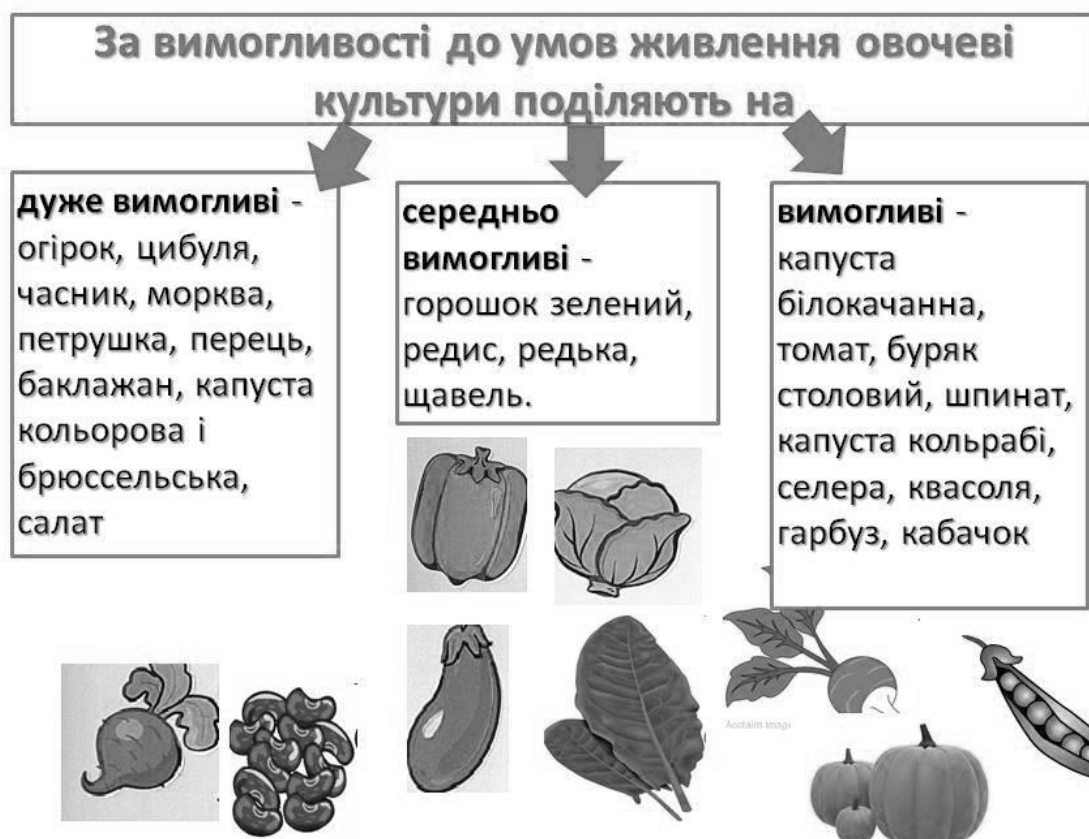 За вимогливості до умов живлення овочеві
культури поділяють на
дуже вимогливі -
огірок, цибуля,
часник, морква,
петрушка, перець,
баклажан, капуста
кольорова і
брюссельська,
салат
середньо
вимогливі -
горошок зелений,
редис, редька,
щавель.
вимогливі -
капуста
білокачанна,
томат, буряк
столовий, шпинат,
капуста кольрабі,
селера, квасоля,
гарбуз, кабачок
Acclaim Images